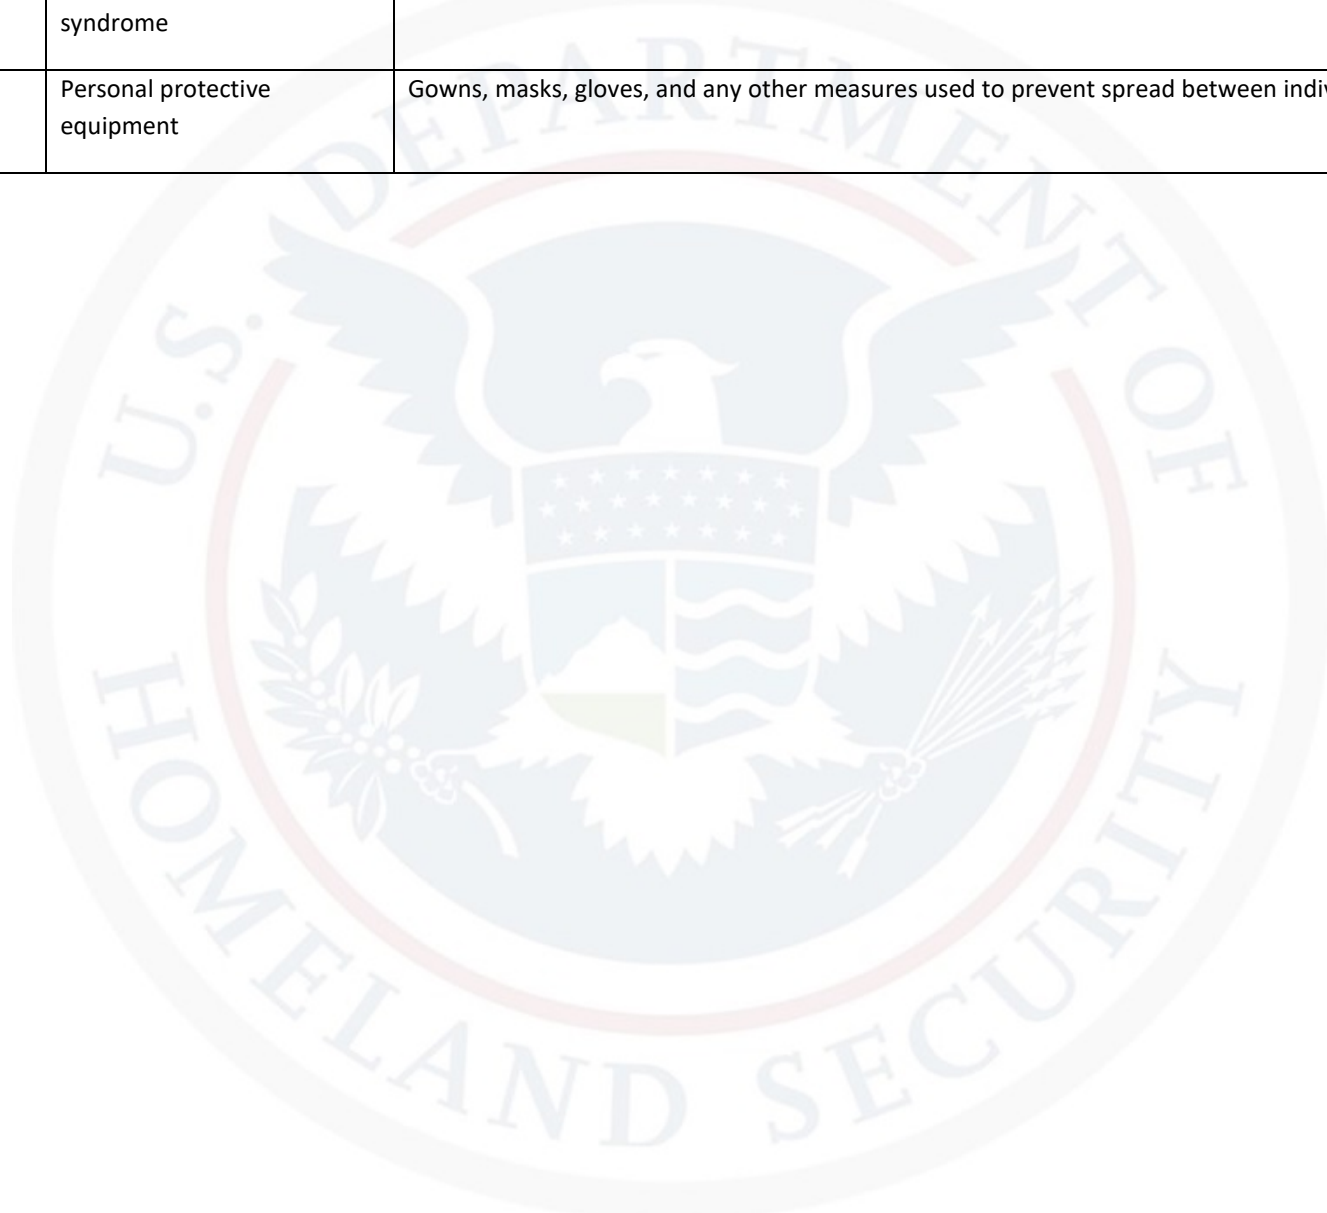 syndrome
Personal protective
equipment
Gowns, masks, gloves, and any other measures used to prevent spread between
U.S. DEPARTMENT OF
HOMELAND SECURITY